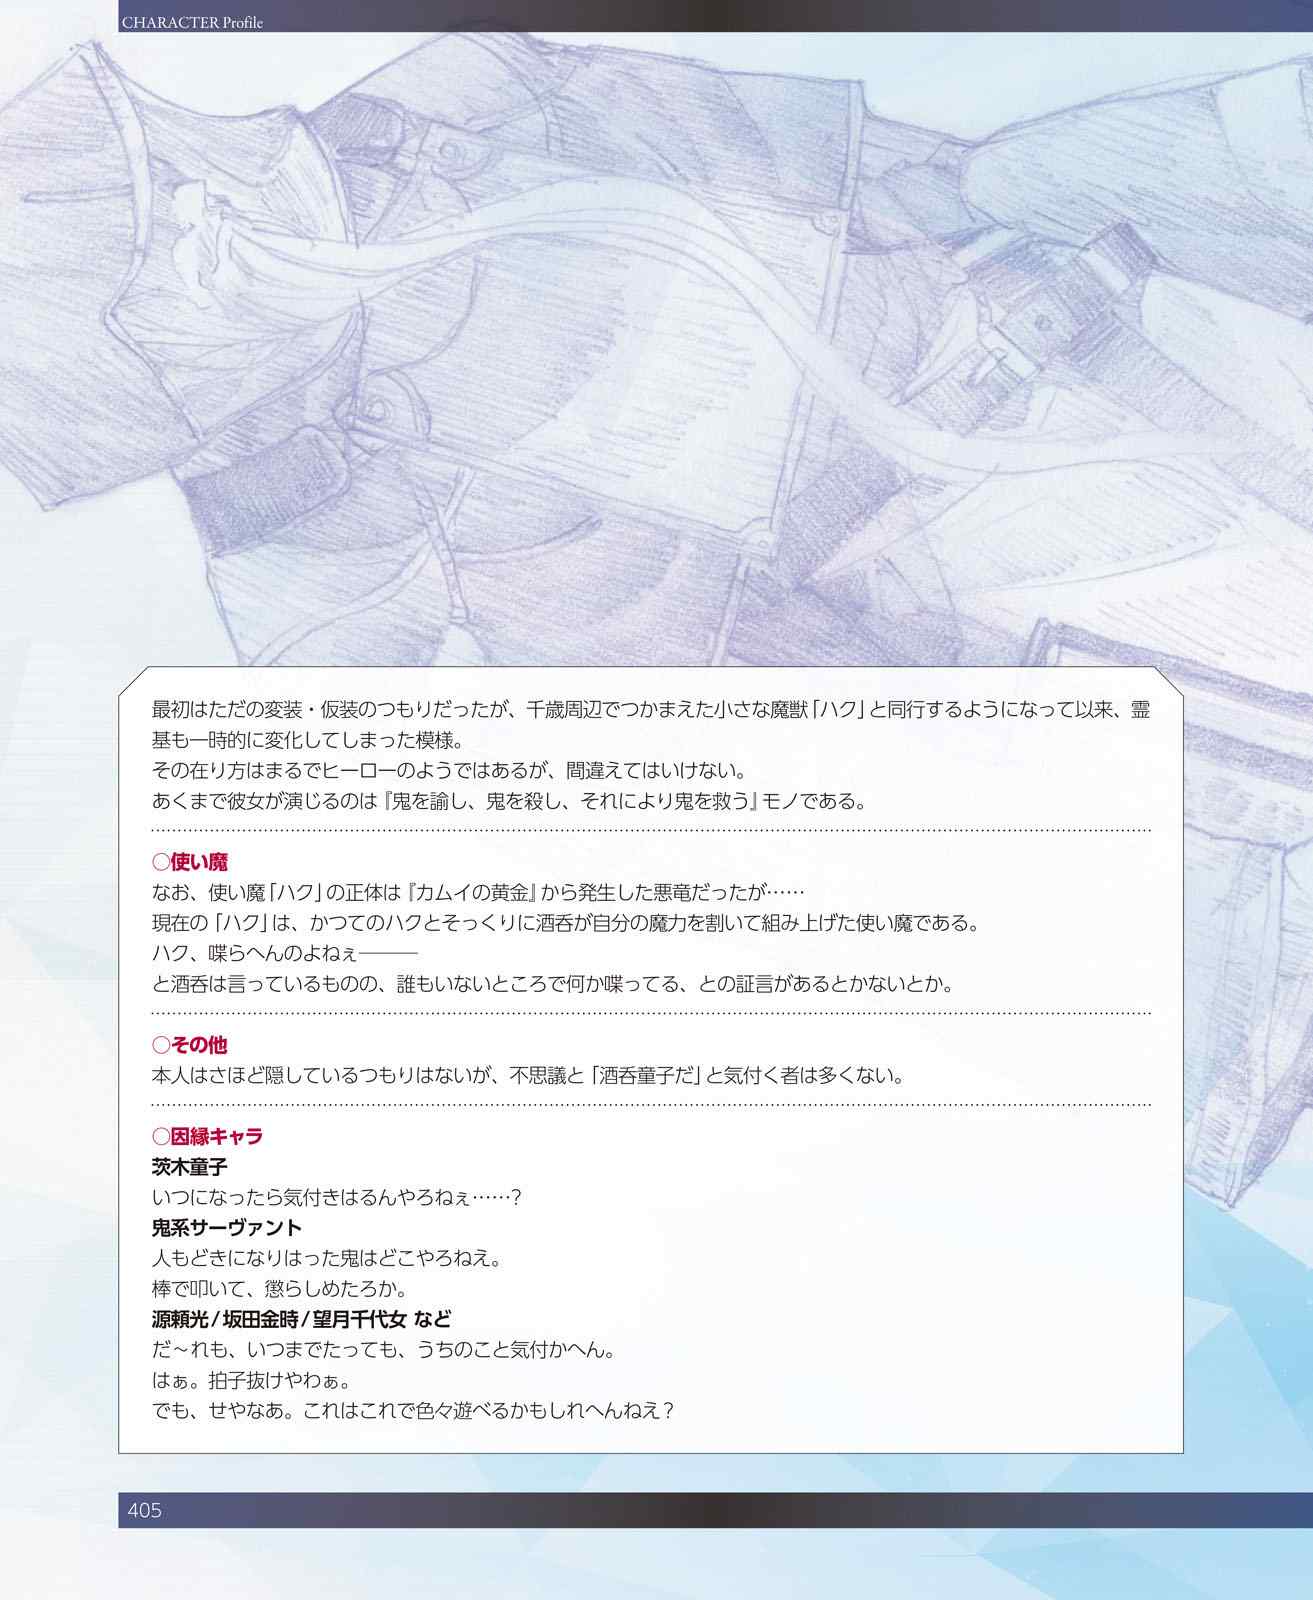 CHARACTER Profile
最初はただの変装・仮装のつもりだったが、千歳周辺でつかまえた小さな魔獣「ハク」と同行するようになって以来、霊
基も一時的に変化してしまった模様。
その在り方はまるでヒーローのようではあるが、間違えてはいけない。
あくまで彼女が演じるのは『鬼を諭し、鬼を殺し、それにより鬼を救う』モノである。
○使い魔
なお、使い魔「ハク」の正体は『カムイの黄金』から発生した悪竜だったが……
現在の「ハク」は、かつてのハクとそっくりに酒呑が自分の魔力を割いて組み上げた使い魔である。
ハク、喋らへんのよねぇ———
と酒呑は言っているものの、誰もいないところで何か喋ってる、との証言があるとかないとか。
○その他
本人はさほど隠しているつもりはないが、不思議と「酒呑童子だ」と気付く者は多くない。
○因縁キャラ
茨木童子
いつになったら気付きはるんやろねぇ……？
鬼系サーヴァント
人もどきになりはった鬼はどこやろねえ。
棒で叩いて、懲らしめたろか。
源頼光/坂田金時/望月千代女 など
だ～れも、いつまでたっても、うちのこと気付かへん。
はぁ。拍子抜けやわぁ。
でも、せやなあ。これはこれで色々遊べるかもしれへんねえ？
405